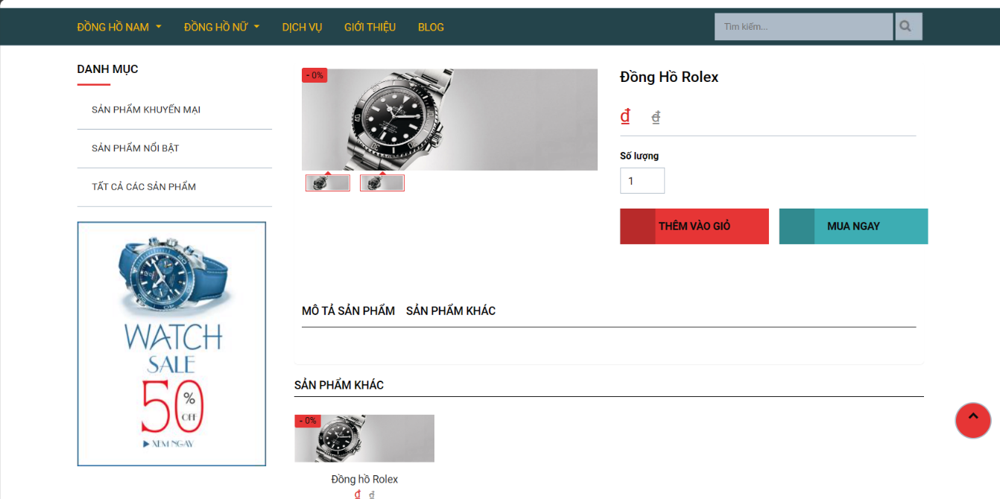 ĐỒNG HỒ NAM ĐỒNG HỒ NỮ DỊCH VỤ GIỚI THIỆU BLOG Tìm kiếm...
DANH MỤC
SẢN PHẨM KHUYẾN MẠI
SẢN PHẨM NỔI BẬT
TẤT CẢ CÁC SẢN PHẨM
WATCH
SALE
50% OFF
XEM NGAY
- 0%
ROLEX
Đồng Hồ Rolex
₫ ₫
Số lượng
1
THÊM VÀO GIỎ MUA NGAY
MÔ TẢ SẢN PHẨM SẢN PHẨM KHÁC
SẢN PHẨM KHÁC
- 0%
Đồng hồ Rolex
₫ ₫